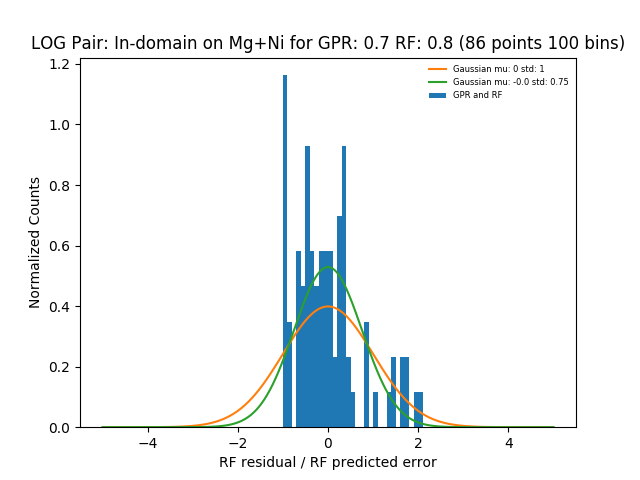 LOG Pair: In-domain on Mg+Ni for GPR: 0.7 RF: 0.8 (86 points 100 bins)
Gaussian mu: 0 std: 1
Gaussian mu: -0.0 std: 0.75
GPR and RF
Normalized Counts
1.2
1.0
0.8
0.6
0.4
0.2
0.0
−4 −2 0 2 4
RF residual / RF predicted error